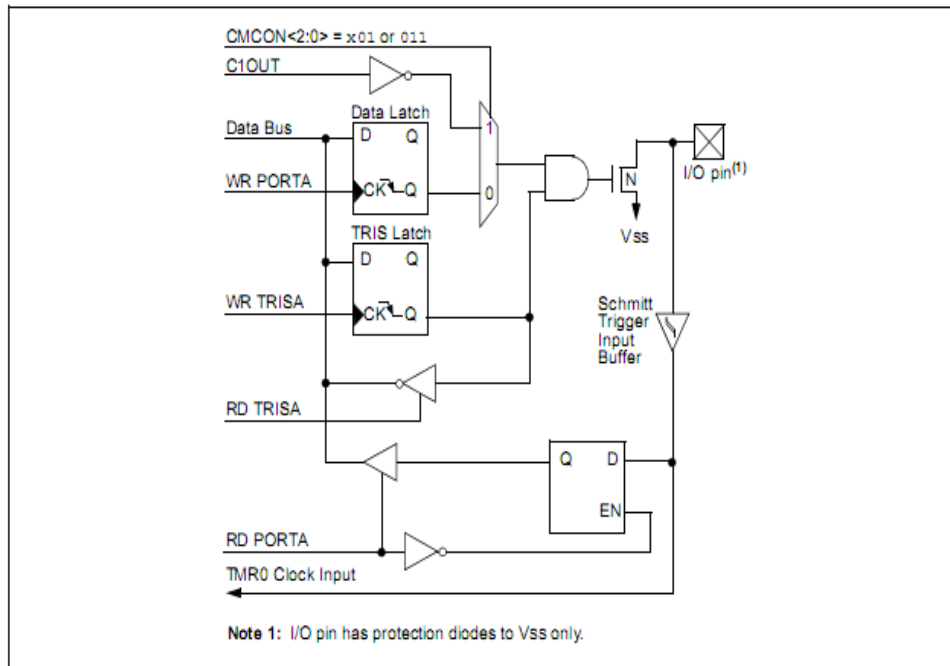 CMCON<2:0> = x01 or 011
C1OUT
Data Latch
Data Bus
D Q
1
I/O pin(1)
WR PORTA
CK Q
0
N
Vss
TRIS Latch
D Q
WR TRISA
CK Q
Schmitt
Trigger
Input
Buffer
RD TRISA
Q D
EN
RD PORTA
TMR0 Clock Input
Note 1: I/O pin has protection diodes to Vss only.